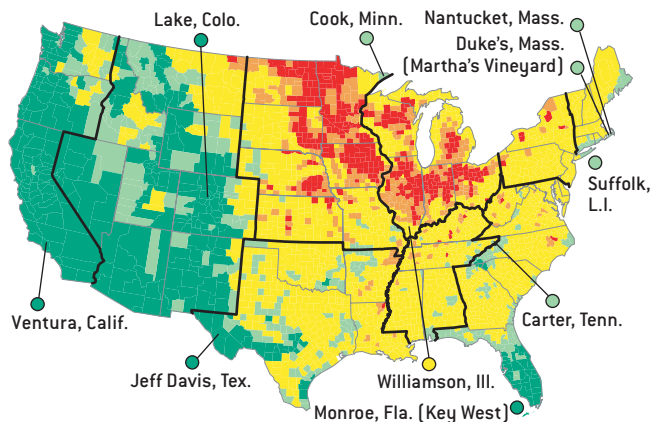 Lake, Colo.
Cook, Minn.
Nantucket, Mass.
Duke's, Mass.
(Martha's Vineyard)
Suffolk,
L.I.
Carter, Tenn.
Ventura, Calif.
Jeff Davis, Tex.
Williamson, Ill.
Monroe, Fla. (Key West)